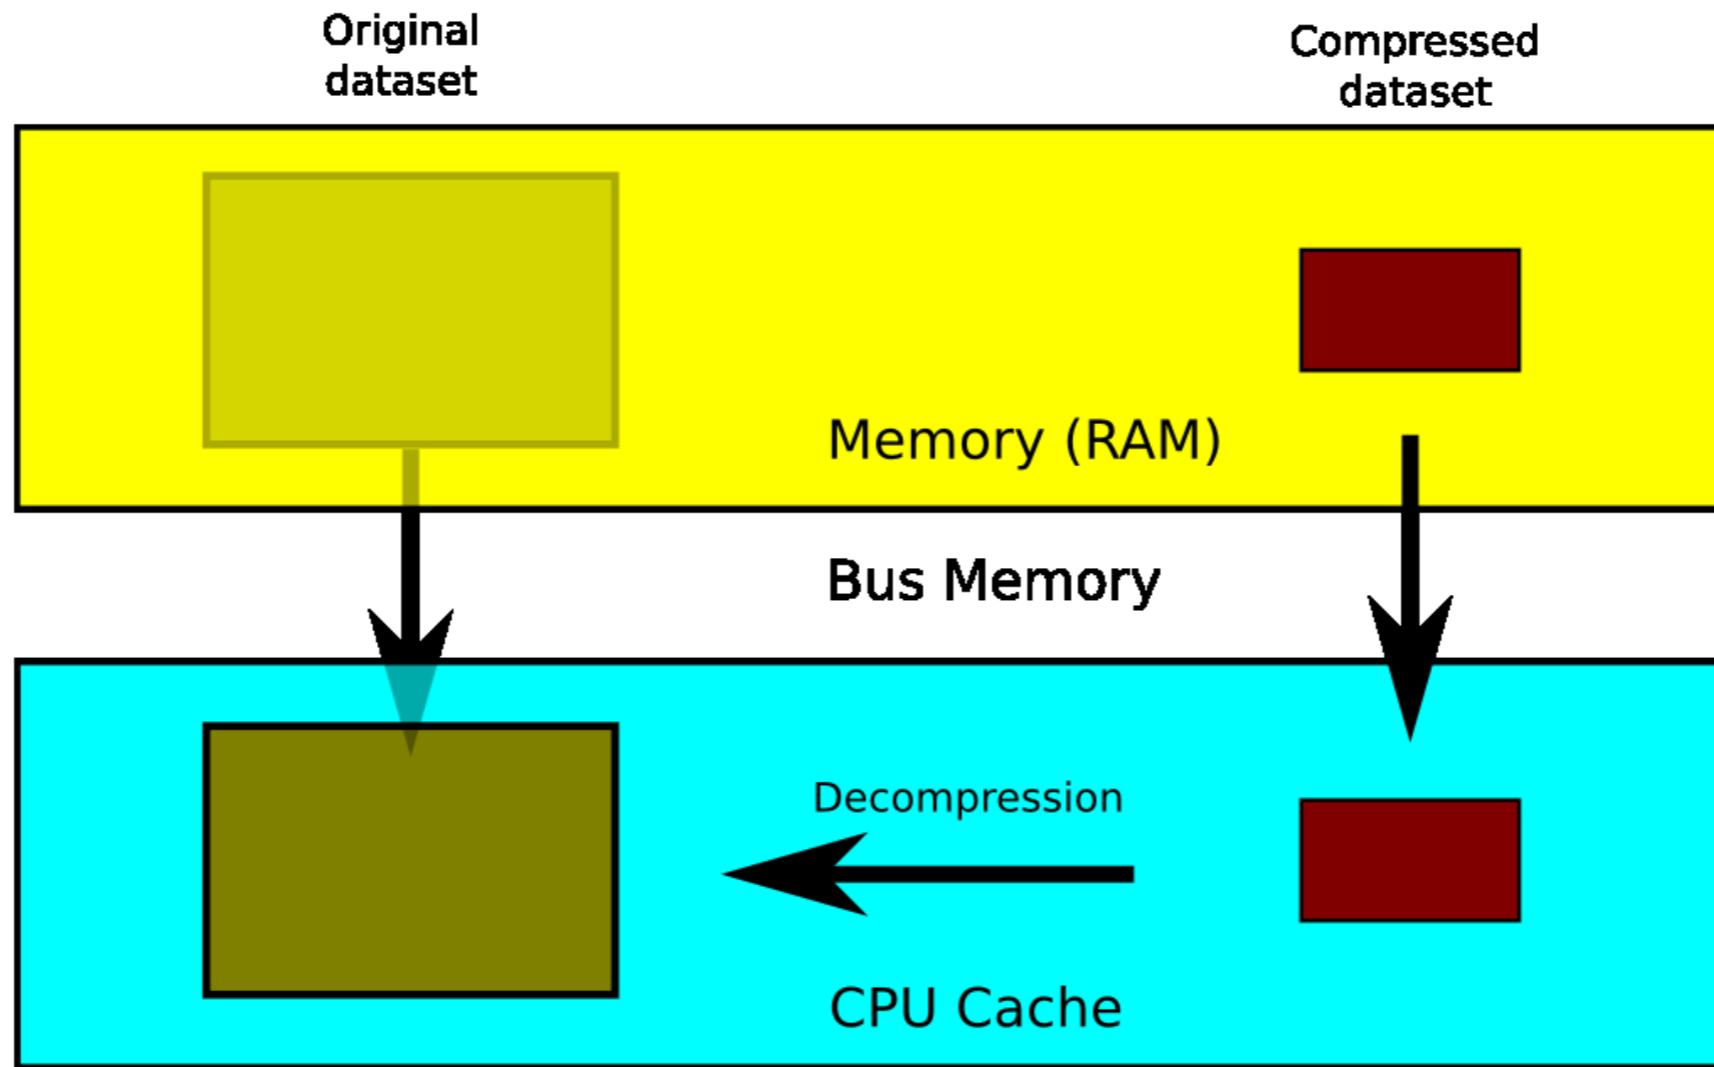 Original
dataset
Compressed
dataset
Memory (RAM)
Bus Memory
Decompression
CPU Cache